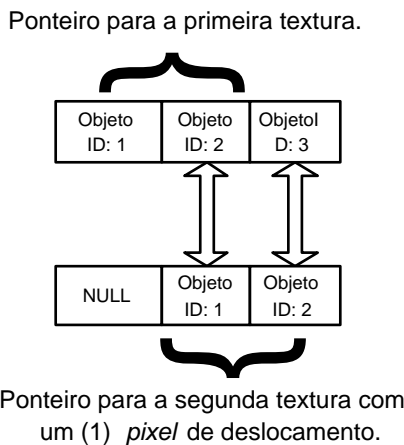 Ponteiro para a primeira textura.
Objeto Objeto ObjetoI
ID: 1 ID: 2 D: 3
NULL
Objeto Objeto
ID: 1 ID: 2
Ponteiro para a segunda textura com
um (1) pixel de deslocamento.